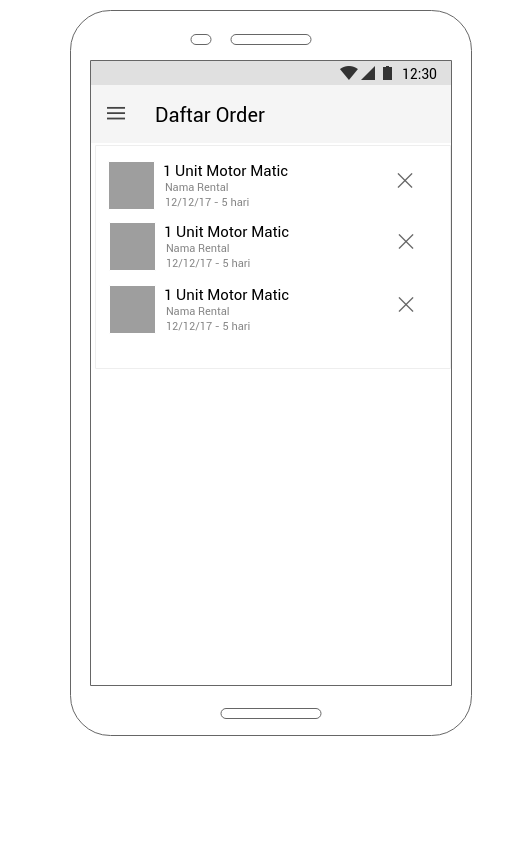 12:30
Daftar Order
1 Unit Motor Matic
Nama Rental
12/12/17 - 5 hari
1 Unit Motor Matic
Nama Rental
12/12/17 - 5 hari
1 Unit Motor Matic
Nama Rental
12/12/17 - 5 hari